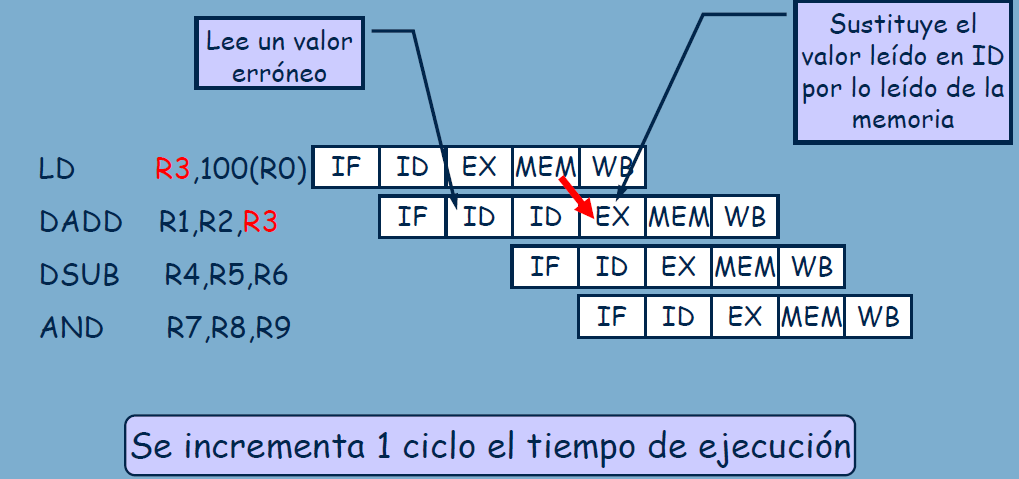 Lee un valor
erróneo
Sustituye el
valor leído en ID
por lo leído de la
memoria
LD R3,100(R0) IF ID EX MEM WB
DADD R1,R2,R3 IF ID ID EX MEM WB
DSUB R4,R5,R6 IF ID EX MEM WB
AND R7,R8,R9 IF ID EX MEM WB
Se incrementa 1 ciclo el tiempo de ejecución